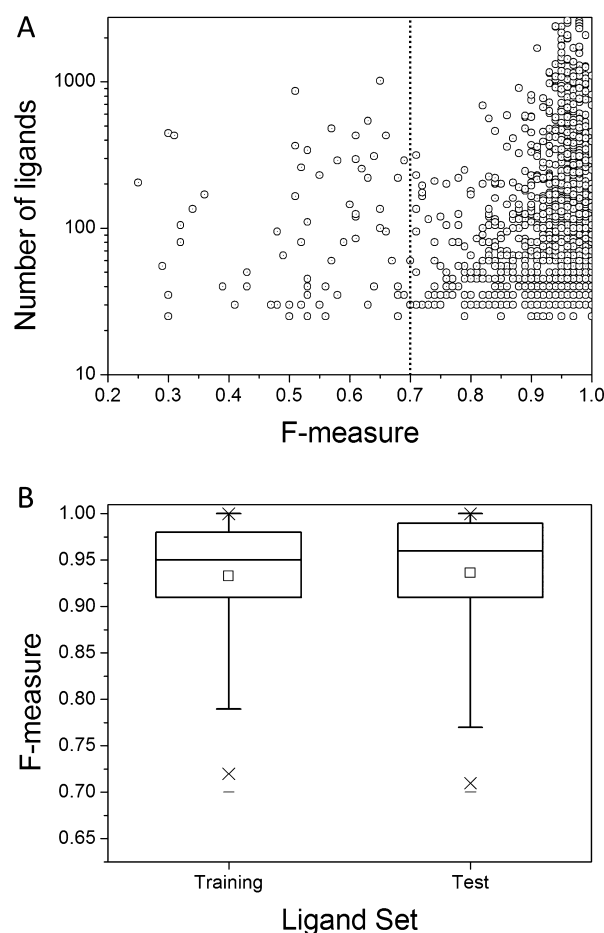 A
Number of ligands
1000
100
10
0.2 0.3 0.4 0.5 0.6 0.7 0.8 0.9 1.0
F-measure
B
F-measure
1.00
0.95
0.90
0.85
0.80
0.75
0.70
0.65
Training Test
Ligand Set